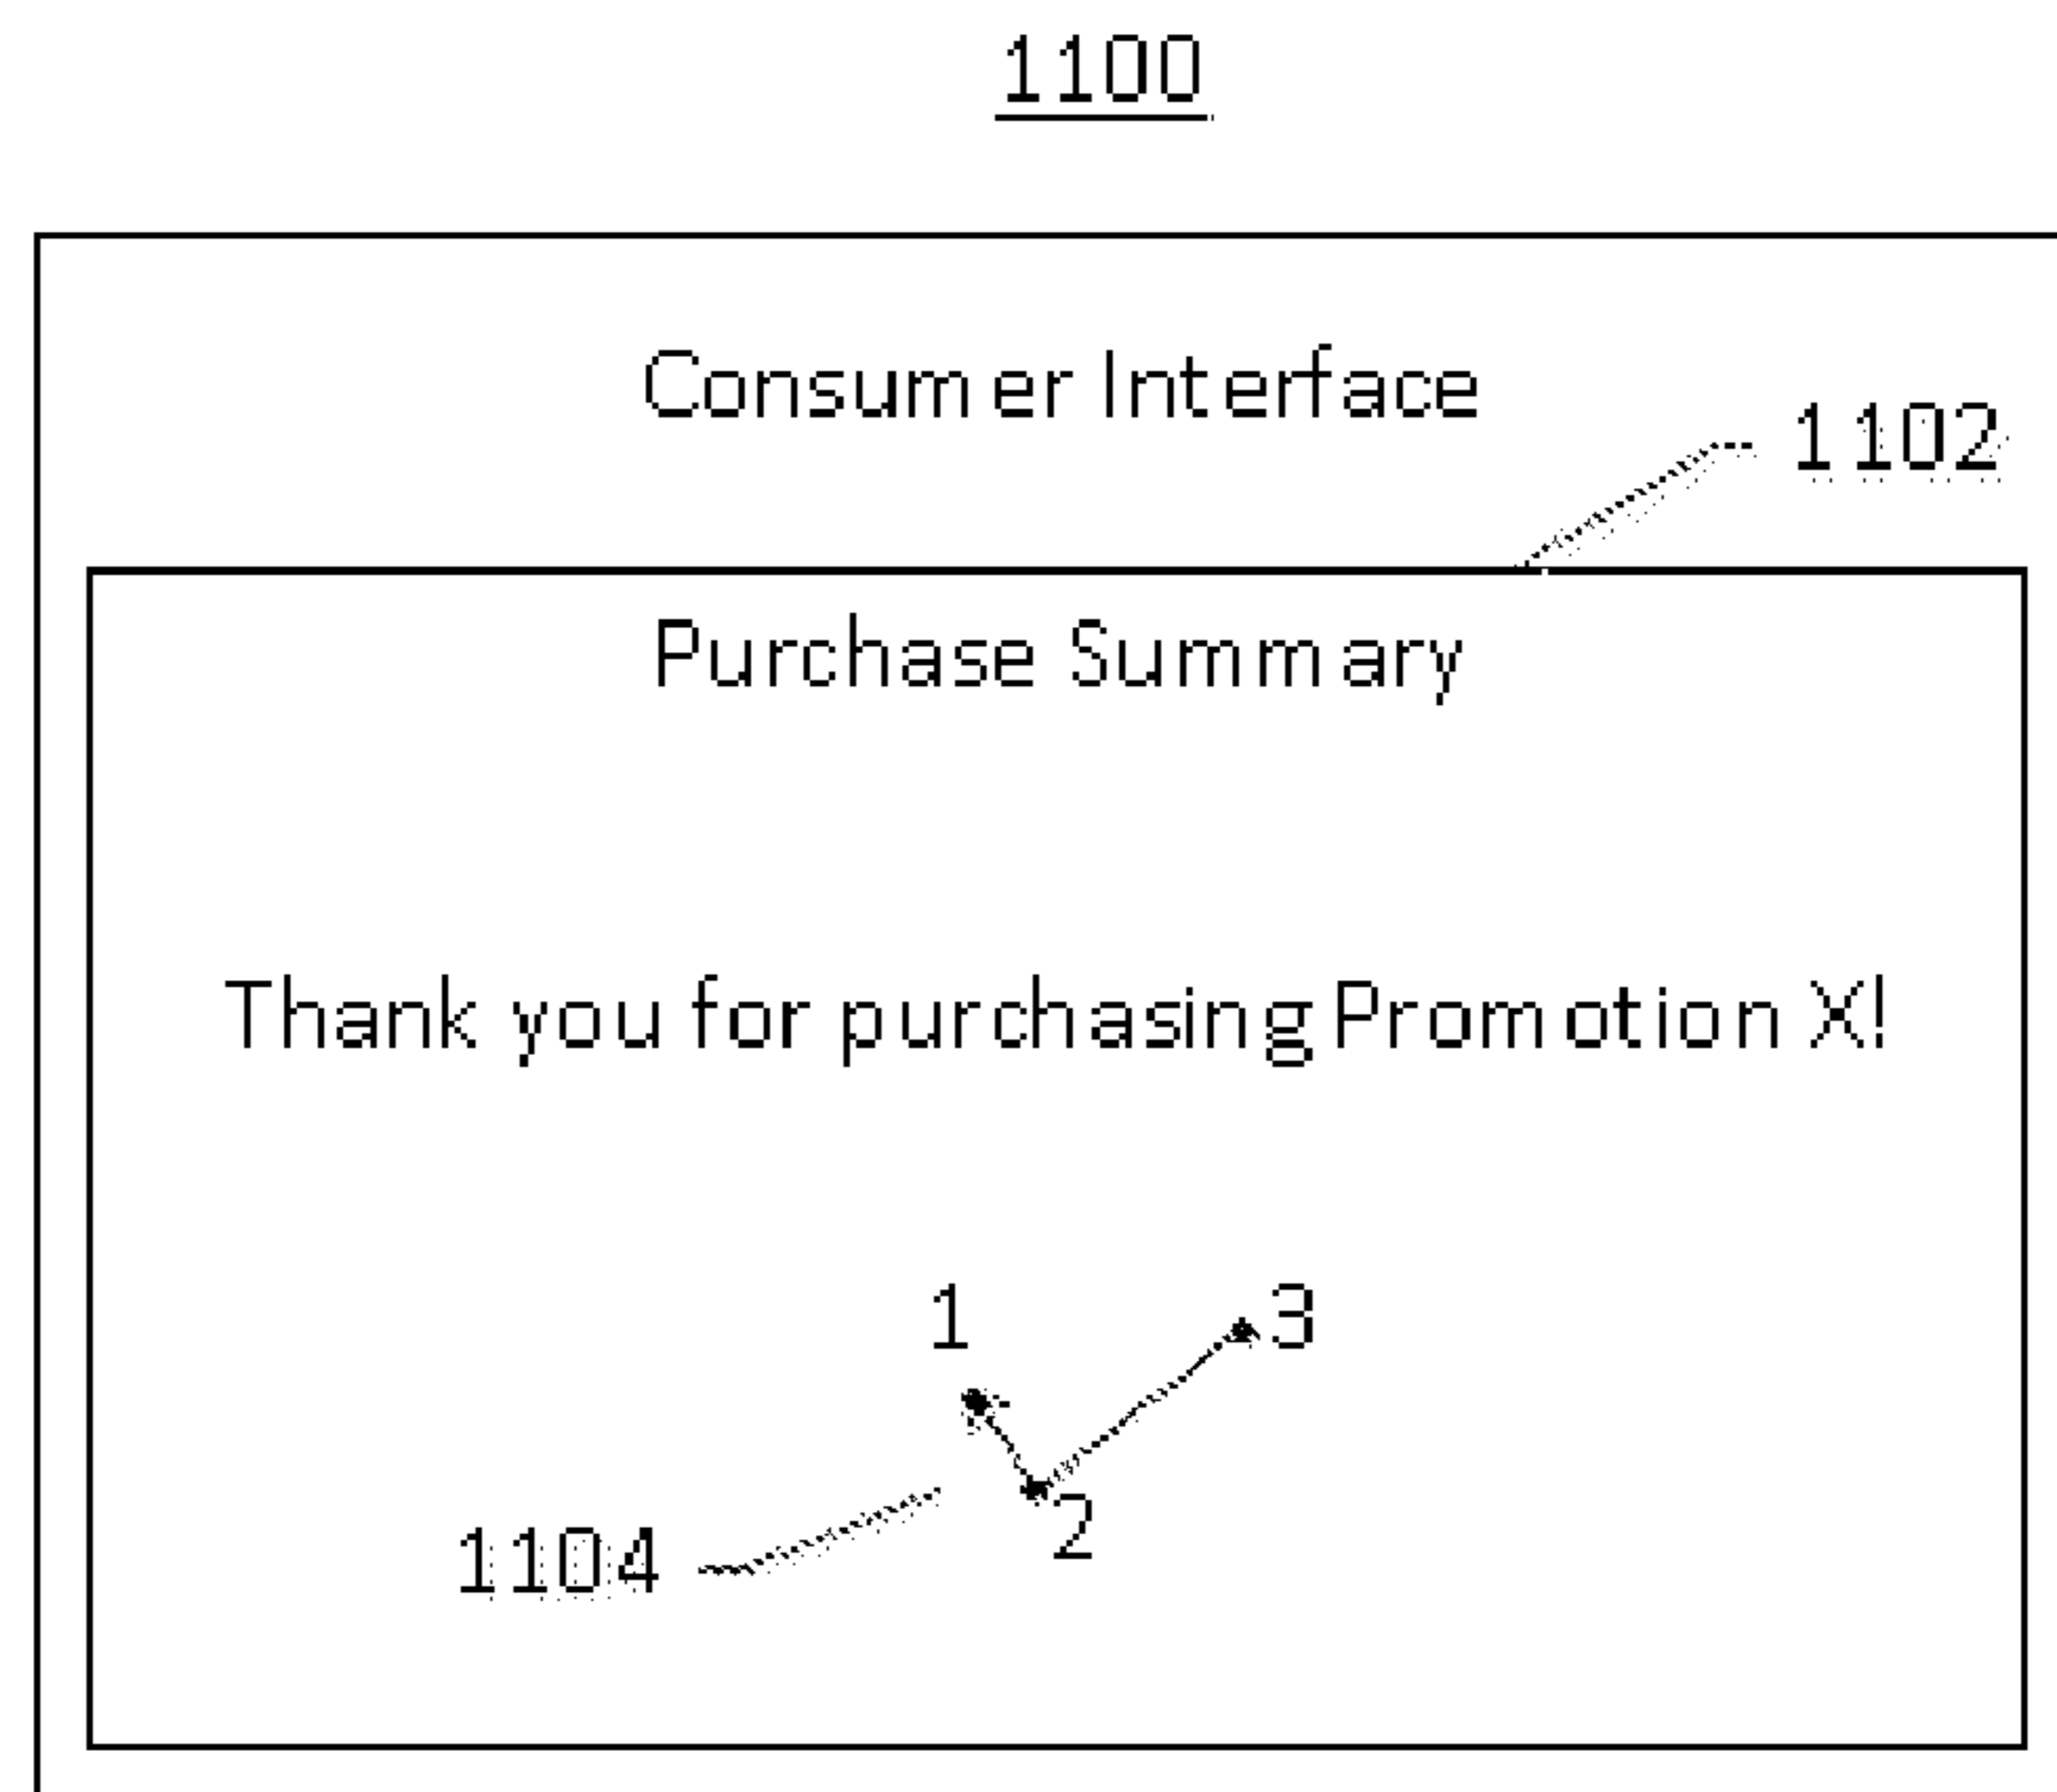 1100
Consumer Interface
1102
Purchase Summary
Thank you for purchasing Promotion X!
1
3
2
1104